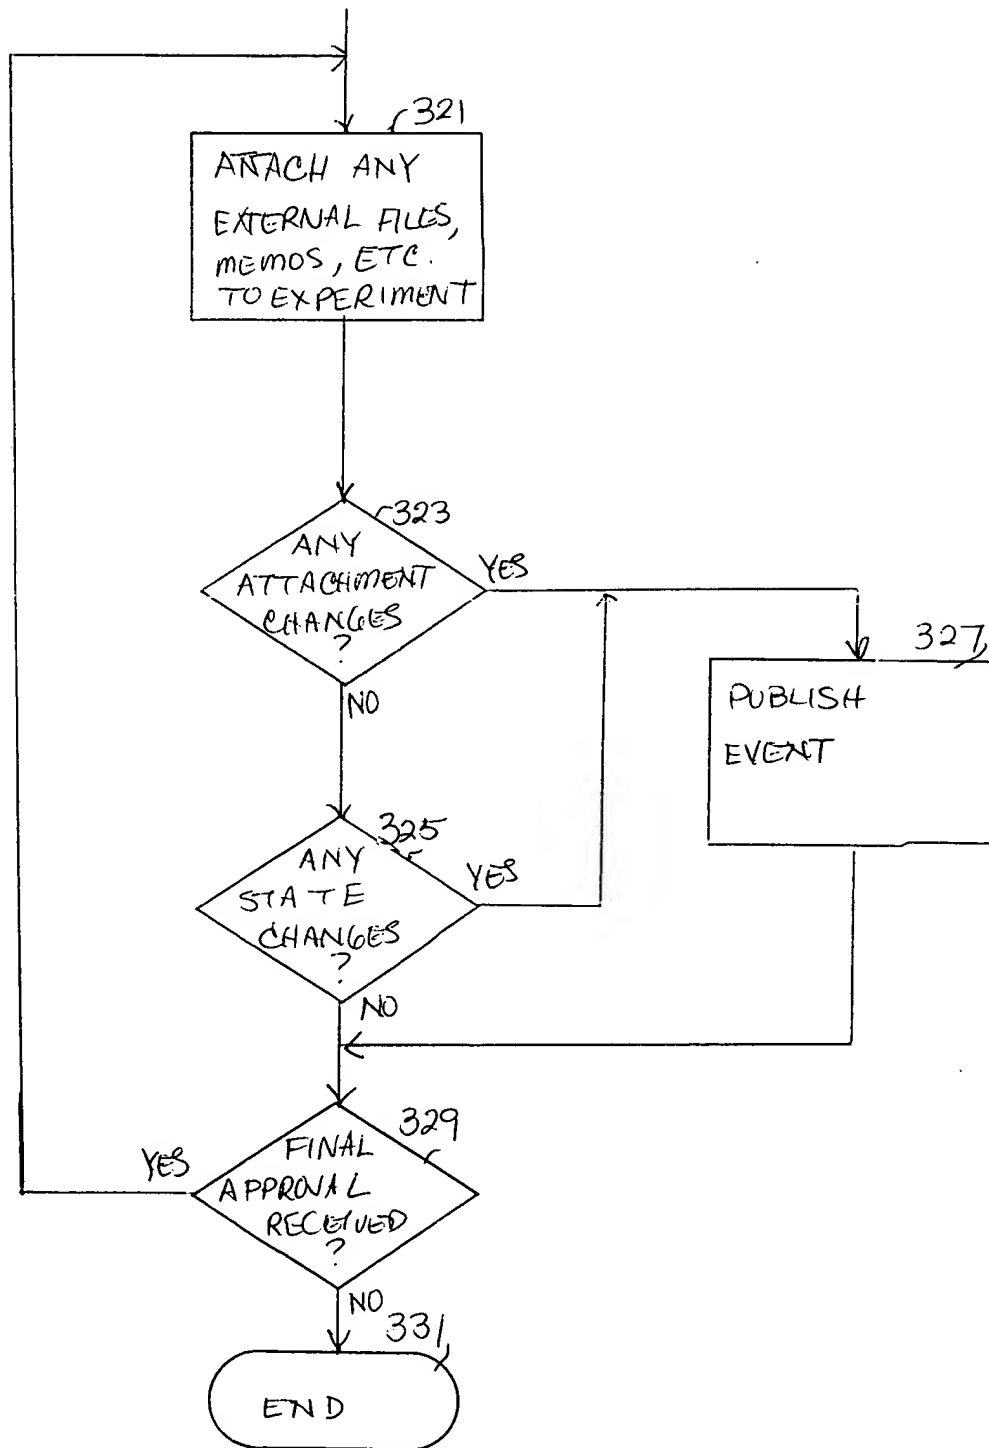 321
ATTACH ANY
EXTERNAL FILES,
MEMOS, ETC.
TO EXPERIMENT
323
ANY
ATTACHMENT
CHANGES
?
YES
NO
327
PUBLISH
EVENT
325
ANY
STATE
CHANGES
?
YES
NO
329
FINAL
APPROVAL
RECEIVED
?
YES
NO
331
END